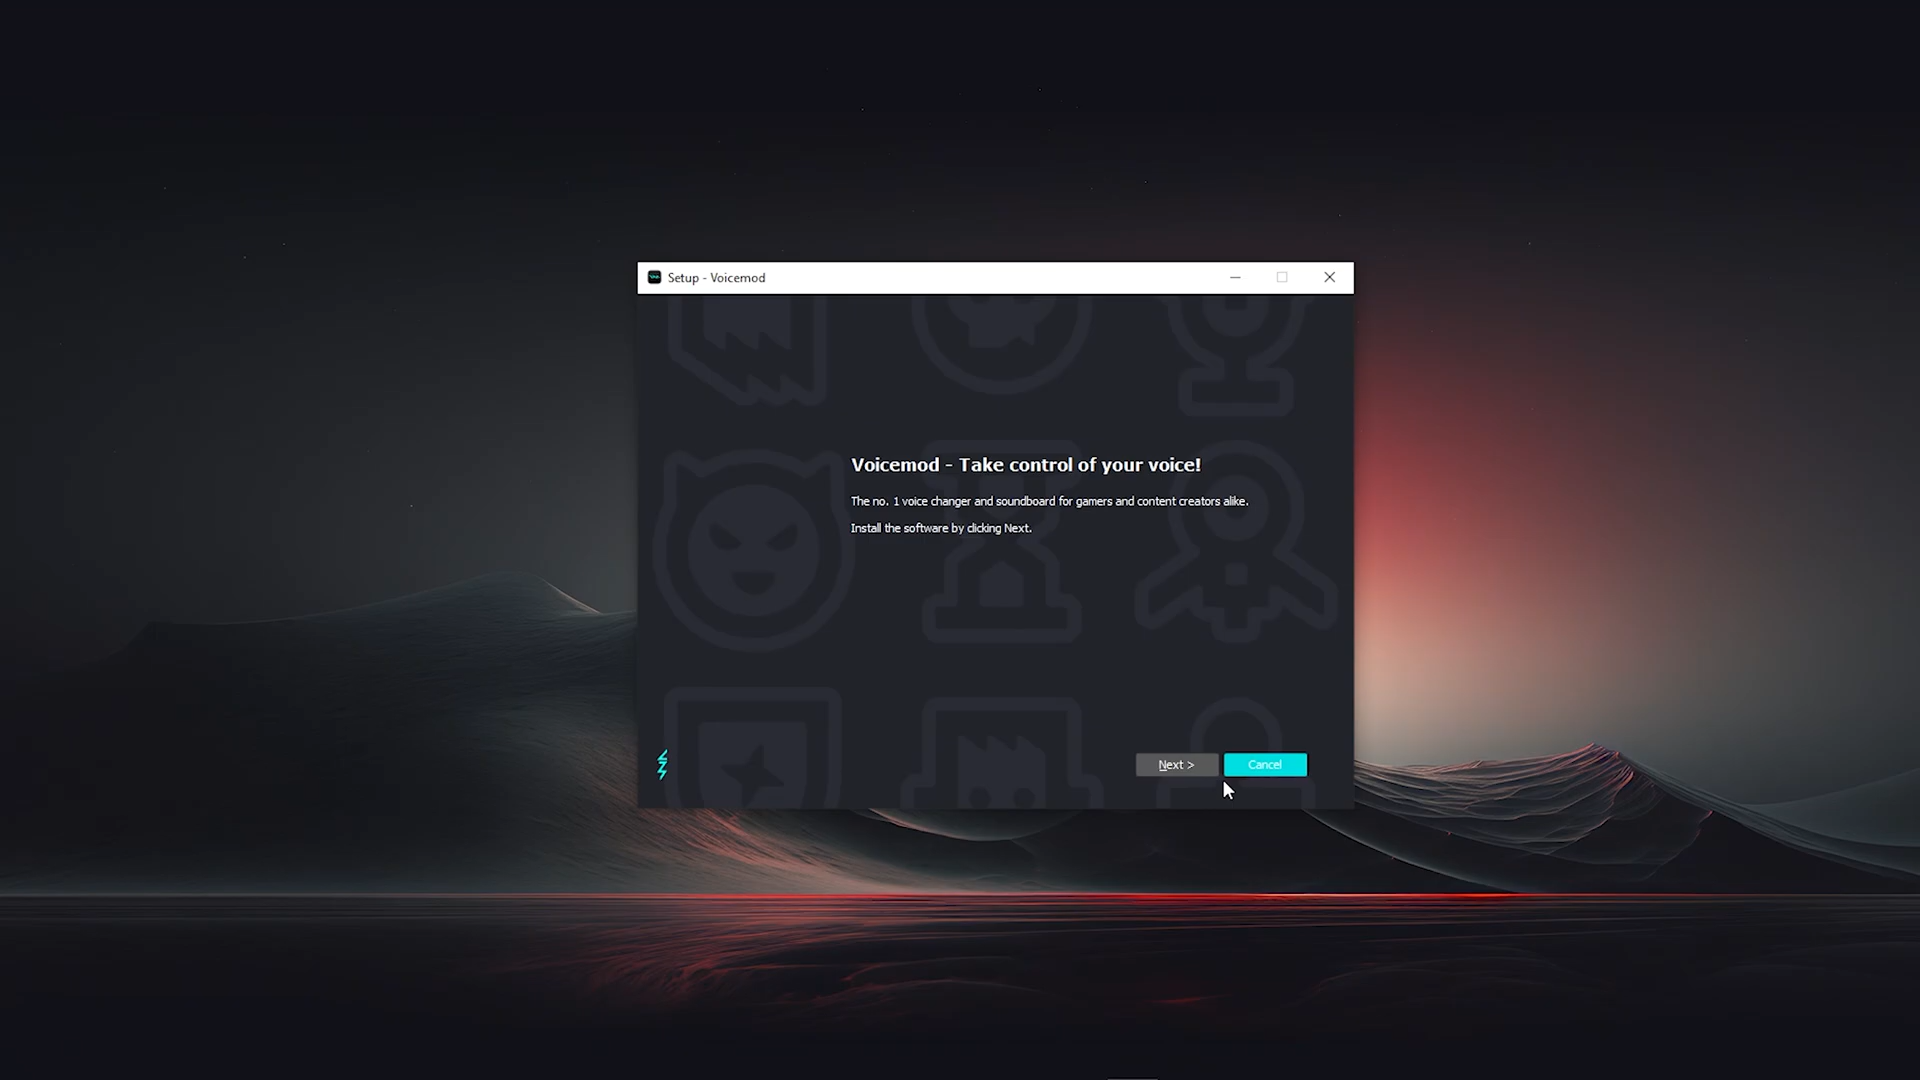 Setup - Voicemod
Voicemod - Take control of your voice!
The no. 1 voice changer and soundboard for gamers and content creators alike.
Install the software by clicking Next.
Next >
Cancel